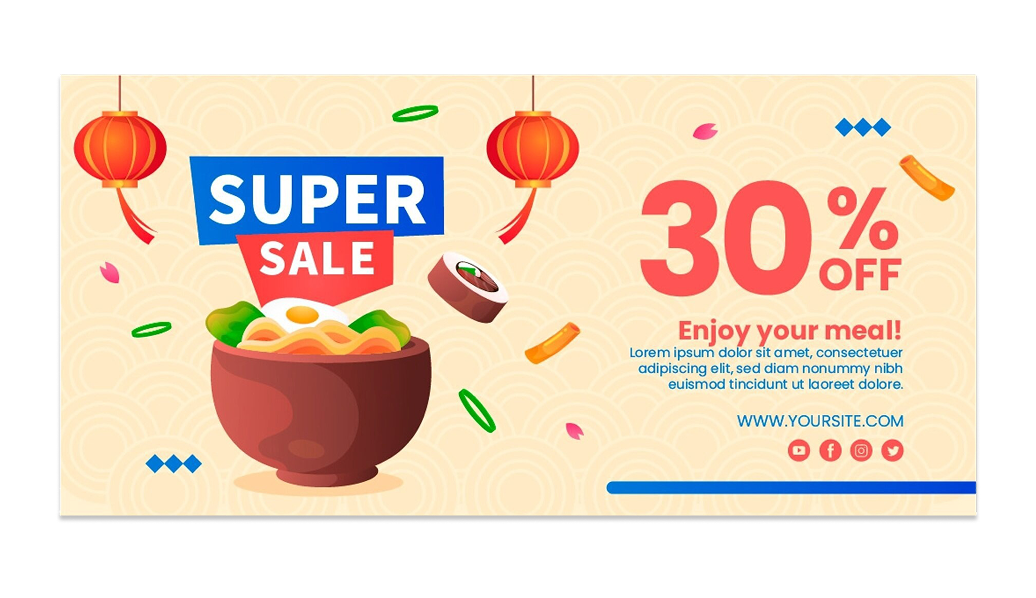 SUPER
SALE
30%
OFF
Enjoy your meal!
Lorem ipsum dolor sit amet, consectetuer
adipiscing elit, sed diam nonummy nibh
euismod tincidunt ut laoreet dolore.
WWW.YOURSITE.COM